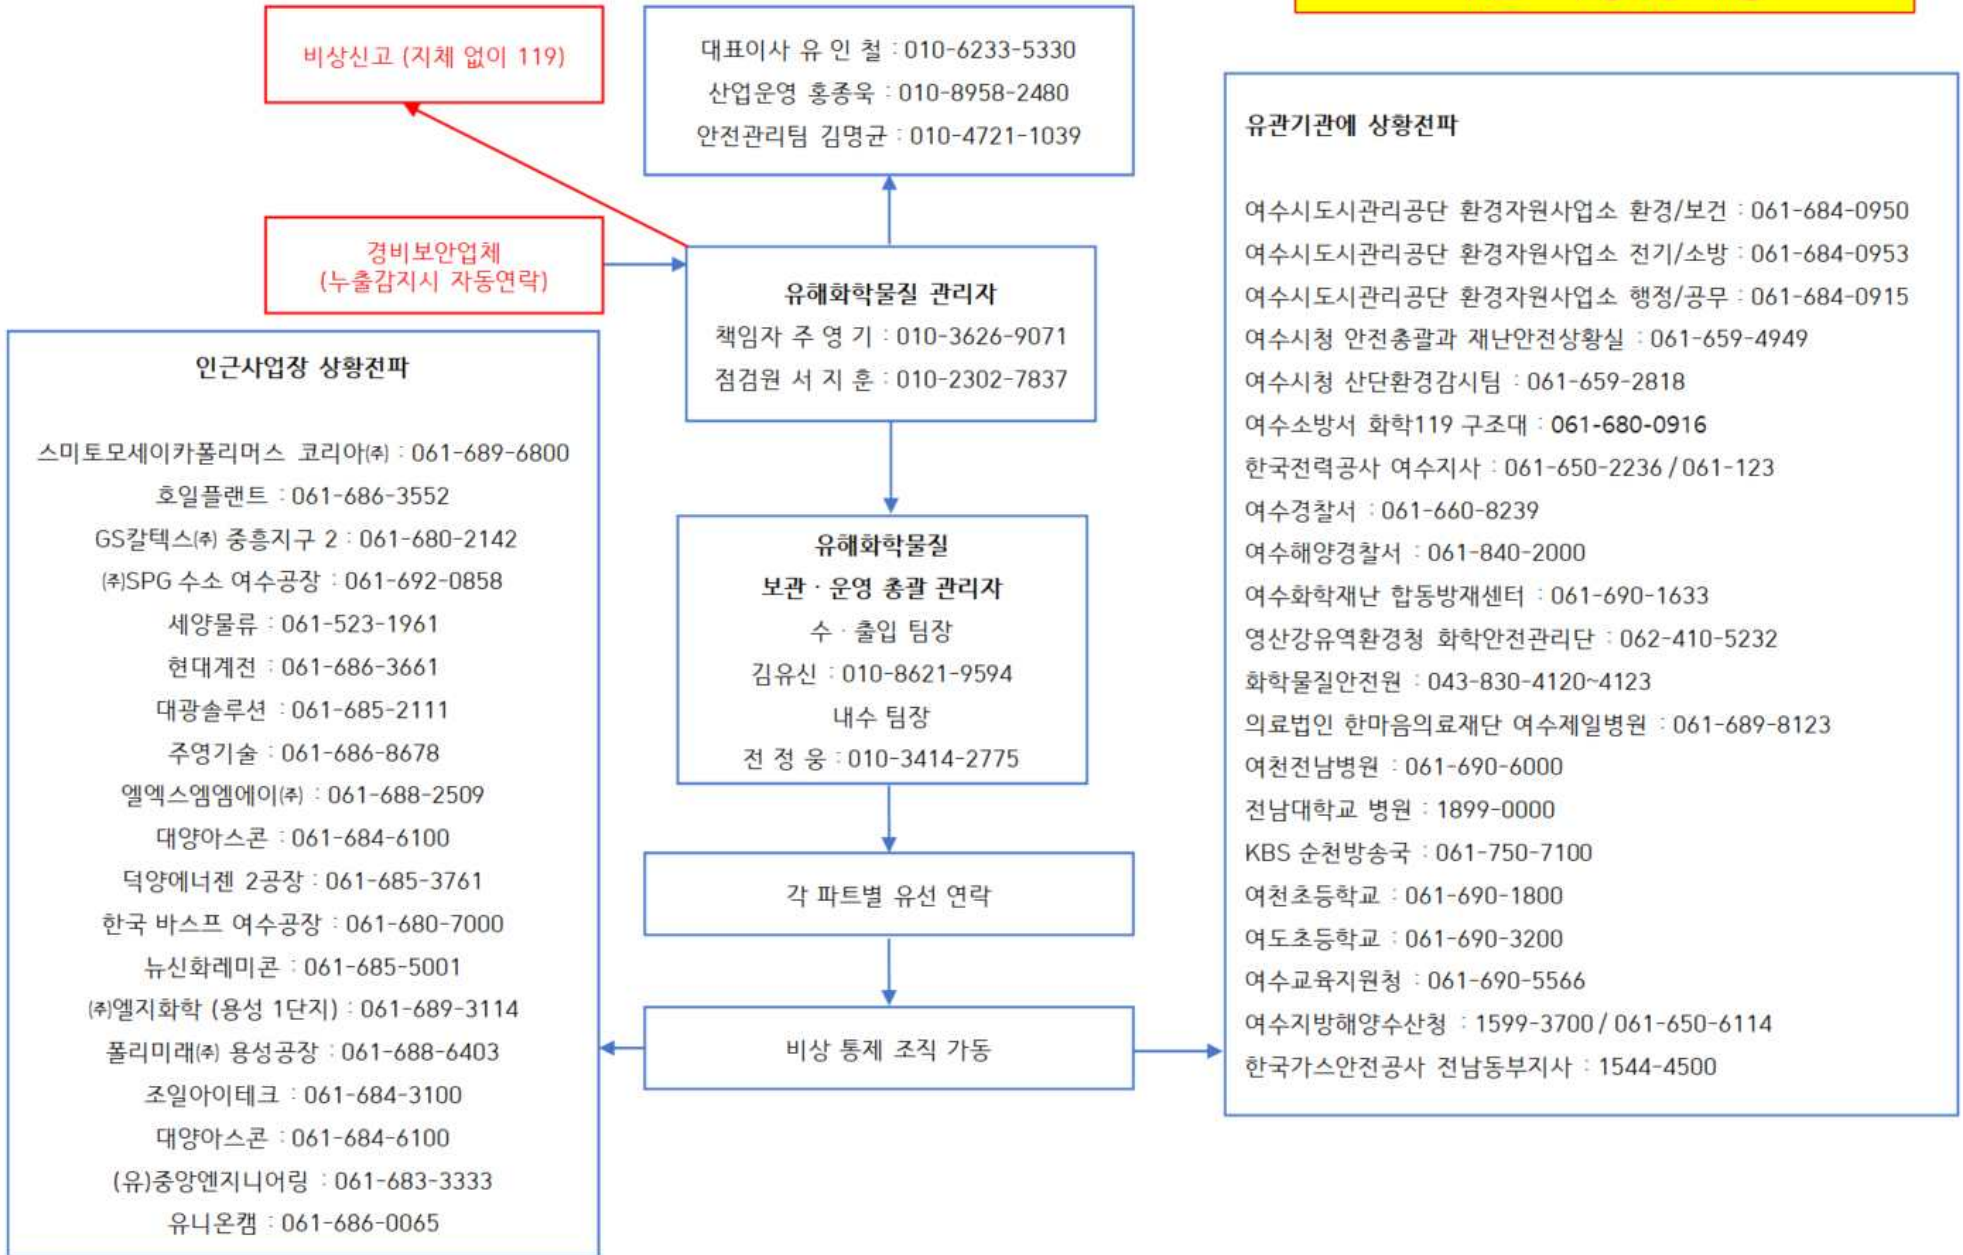 비상신고 (지체 없이 119)
대표이사 유 인 철 : 010-6233-5330
산업운영 홍종욱 : 010-8958-2480
안전관리팀 김명균 : 010-4721-1039
경비보안업체
(누출감지시 자동연락)
유해화학물질 관리자
책임자 주 영 기 : 010-3626-9071
점검원 서 지 훈 : 010-2302-7837
유해화학물질
보관 · 운영 총괄 관리자
수 · 출입 팀장
김유신 : 010-8621-9594
내수 팀장
전 정 웅 : 010-3414-2775
각 파트별 유선 연락
비상 통제 조직 가동
인근사업장 상황전파
스미토모세이카폴리머스 코리아㈜ : 061-689-6800
호일플랜트 : 061-686-3552
GS칼텍스㈜ 중흥지구 2 : 061-680-2142
㈜SPG 수소 여수공장 : 061-692-0858
세양물류 : 061-523-1961
현대계전 : 061-686-3661
대광솔루션 : 061-685-2111
주영기술 : 061-686-8678
엘엑스엠엠에이㈜ : 061-688-2509
대양아스콘 : 061-684-6100
덕양에너젠 2공장 : 061-685-3761
한국 바스프 여수공장 : 061-680-7000
뉴신화레미콘 : 061-685-5001
㈜엘지화학 (용성 1단지) : 061-689-3114
폴리미래㈜ 용성공장 : 061-688-6403
조일아이테크 : 061-684-3100
대양아스콘 : 061-684-6100
(유)중앙엔지니어링 : 061-683-3333
유니온캠 : 061-686-0065
유관기관에 상황전파
여수시도시관리공단 환경자원사업소 환경/보건 : 061-684-0950
여수시도시관리공단 환경자원사업소 전기/소방 : 061-684-0953
여수시도시관리공단 환경자원사업소 행정/공무 : 061-684-0915
여수시청 안전총괄과 재난안전상황실 : 061-659-4949
여수시청 산단환경감시팀 : 061-659-2818
여수소방서 화학119 구조대 : 061-680-0916
한국전력공사 여수지사 : 061-650-2236 / 061-123
여수경찰서 : 061-660-8239
여수해양경찰서 : 061-840-2000
여수화학재난 합동방재센터 : 061-690-1633
영산강유역환경청 화학안전관리단 : 062-410-5232
화학물질안전원 : 043-830-4120~4123
의료법인 한마음의료재단 여수제일병원 : 061-689-8123
여천전남병원 : 061-690-6000
전남대학교 병원 : 1899-0000
KBS 순천방송국 : 061-750-7100
여천초등학교 : 061-690-1800
여도초등학교 : 061-690-3200
여수교육지원청 : 061-690-5566
여수지방해양수산청 : 1599-3700 / 061-650-6114
한국가스안전공사 전남동부지사 : 1544-4500